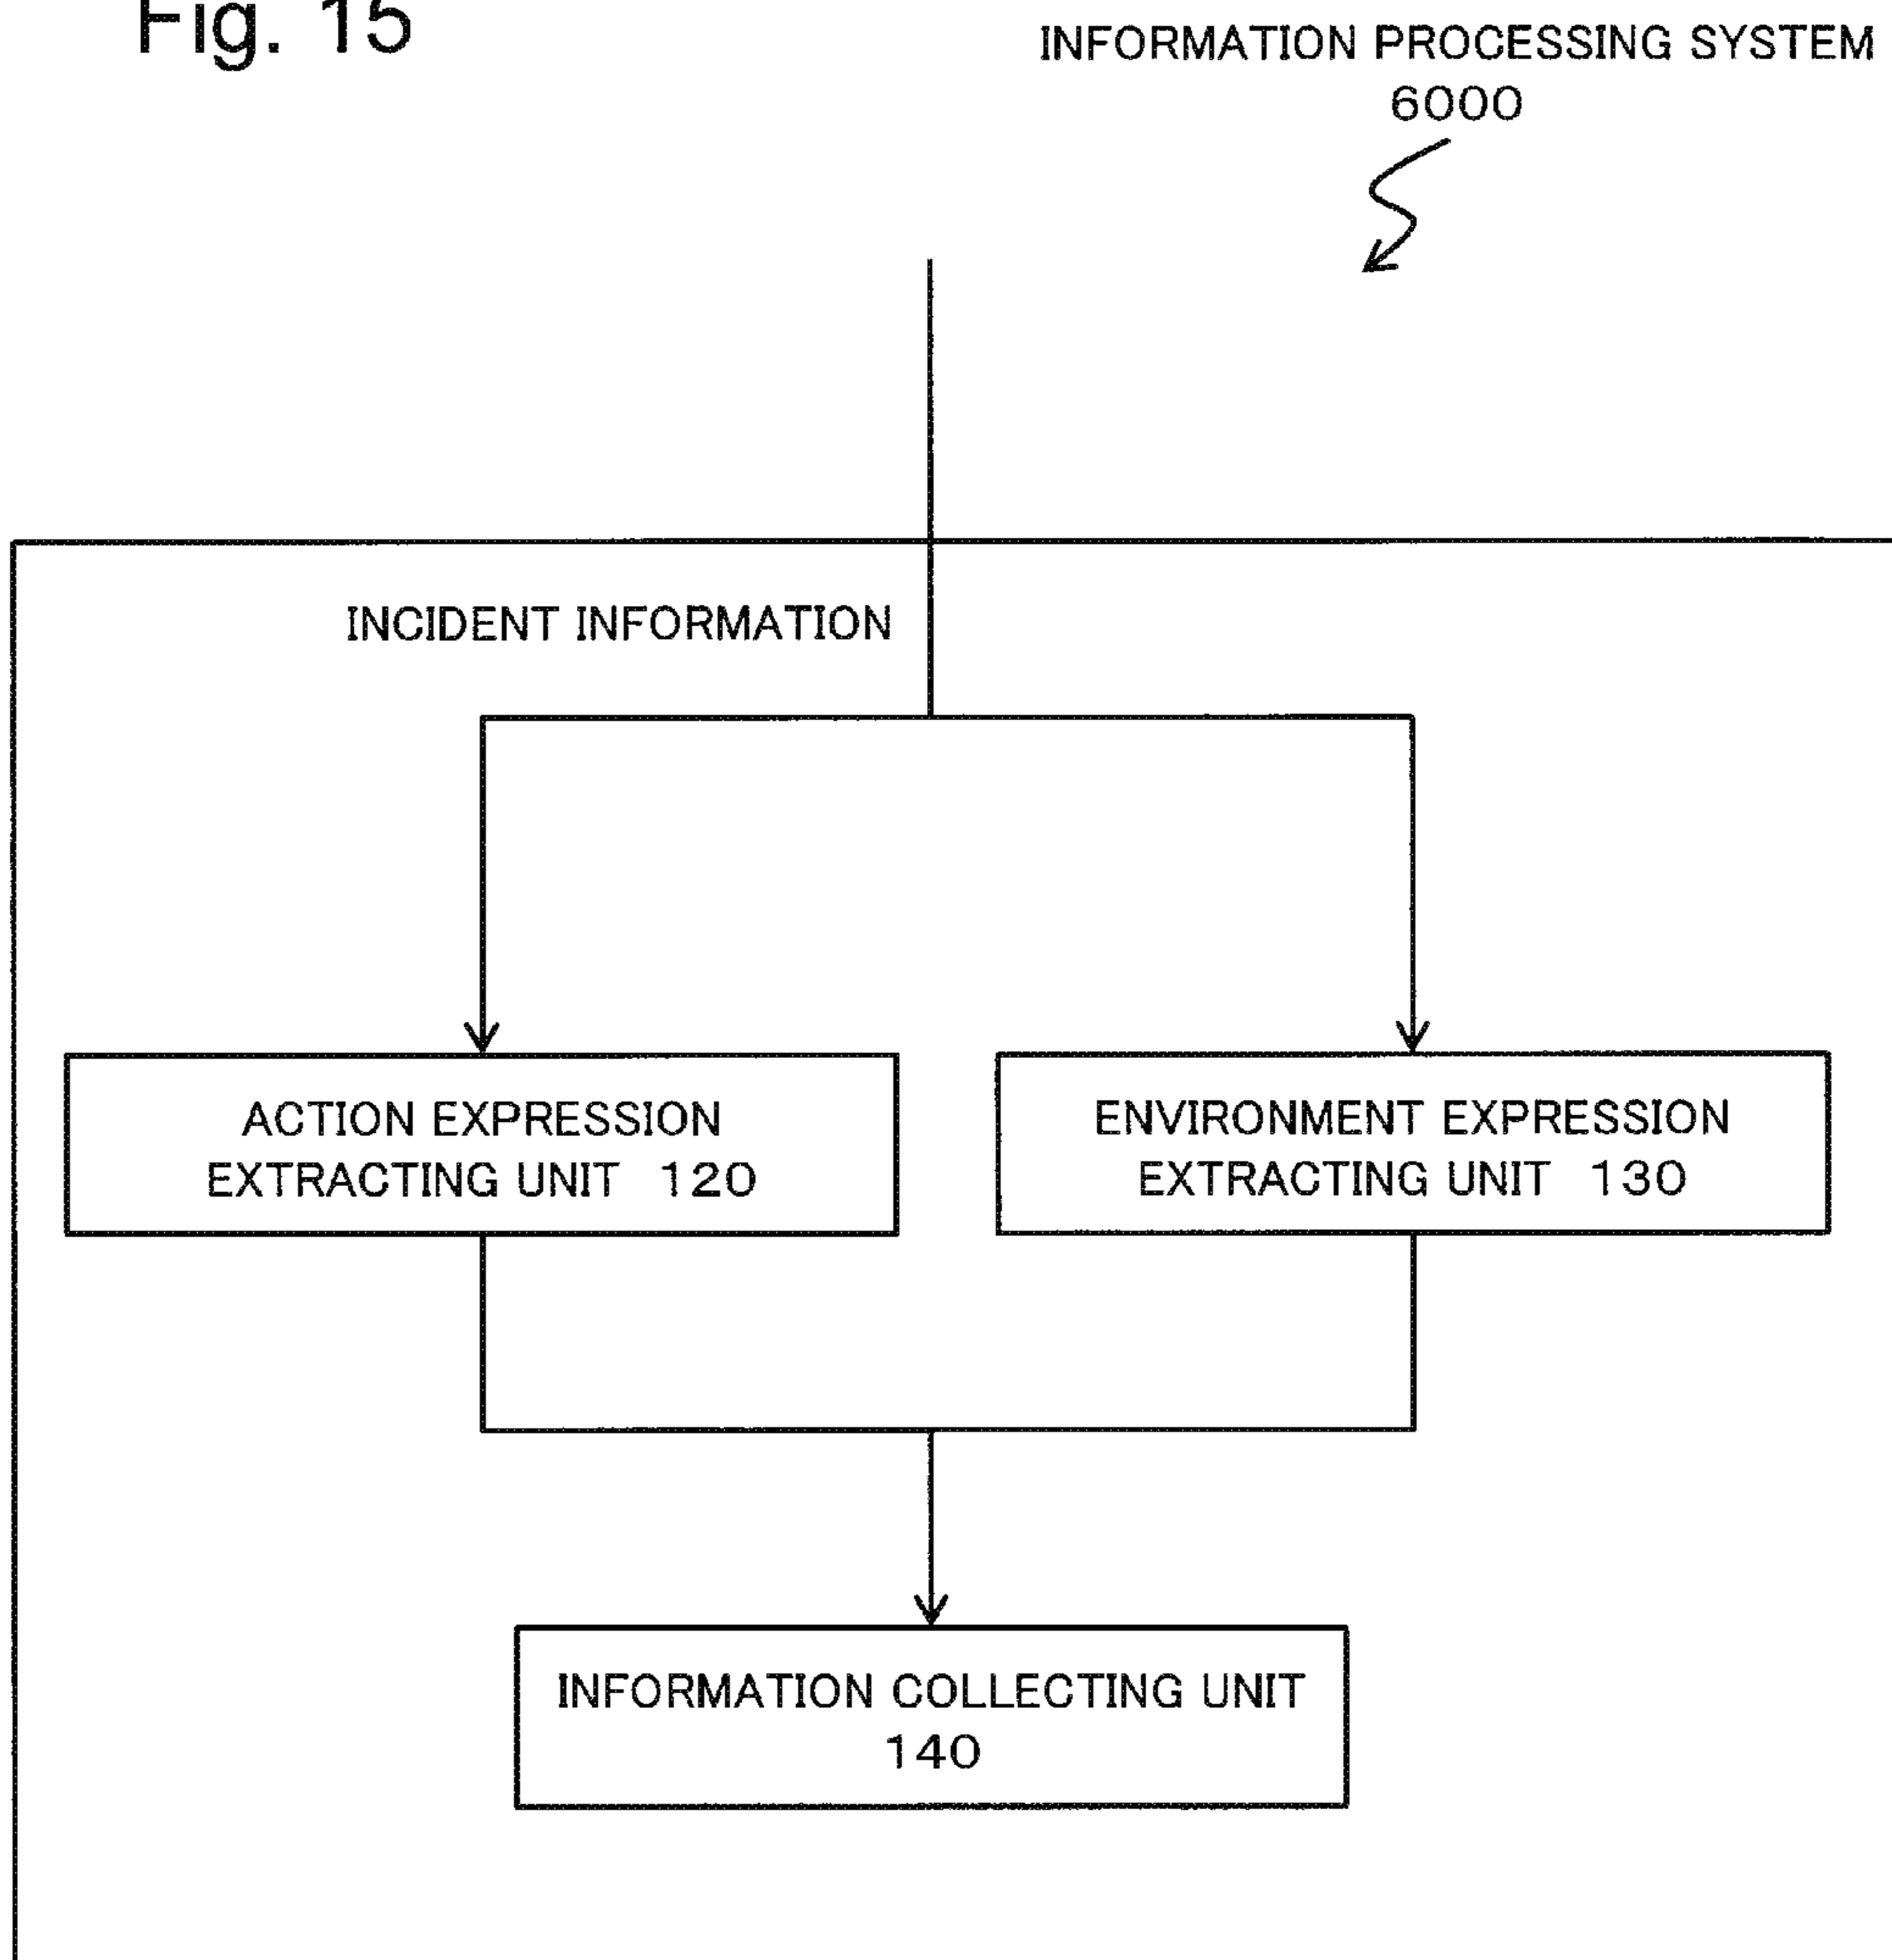 Fig. 15
INFORMATION PROCESSING SYSTEM
6000
INCIDENT INFORMATION
ACTION EXPRESSION
EXTRACTING UNIT 120
ENVIRONMENT EXPRESSION
EXTRACTING UNIT 130
INFORMATION COLLECTING UNIT
140